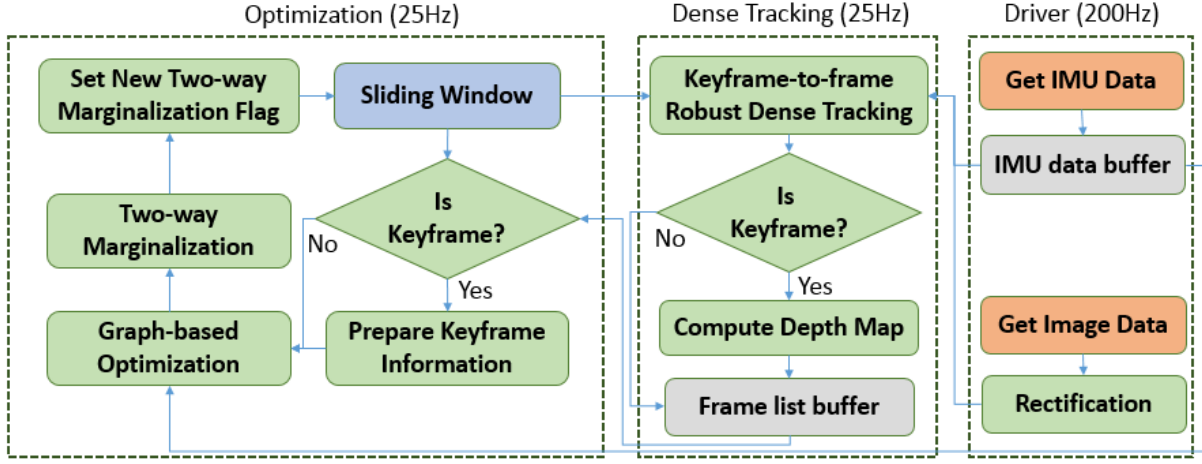 Optimization (25Hz)
Set New Two-way
Marginalization Flag
Sliding Window
Is
Keyframe?
No
Yes
Two-way
Marginalization
Graph-based
Optimization
Prepare Keyframe
Information
Dense Tracking (25Hz)
Keyframe-to-frame
Robust Dense Tracking
Is
Keyframe?
No
Yes
Compute Depth Map
Frame list buffer
Driver (200Hz)
Get IMU Data
IMU data buffer
Get Image Data
Rectification